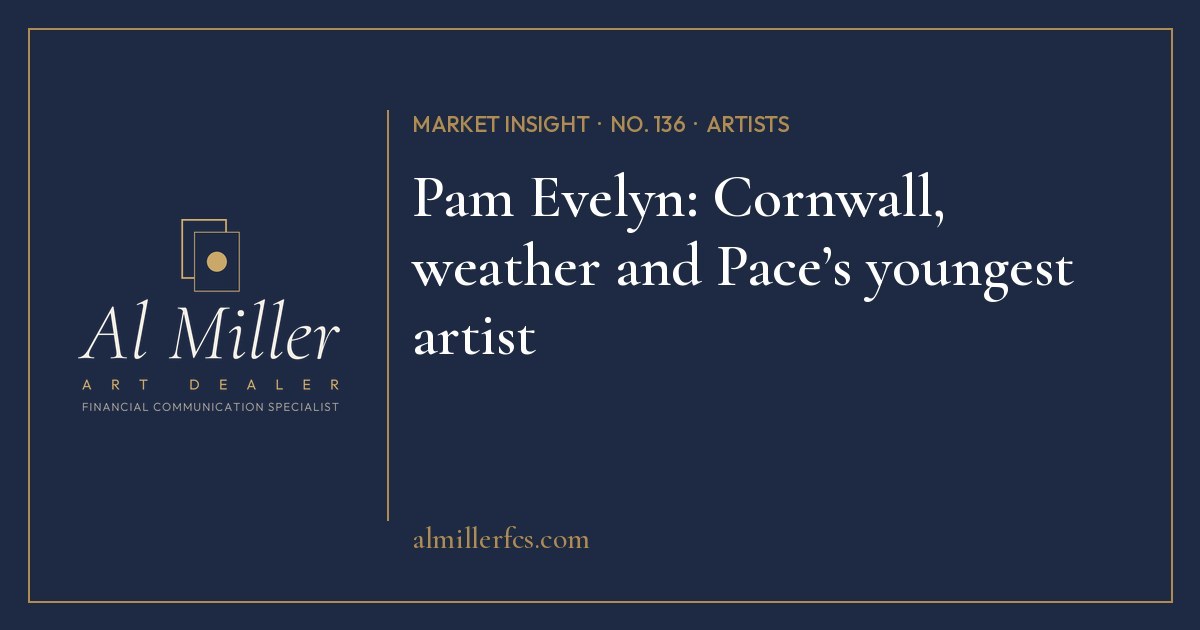 MARKET INSIGHT · NO. 136 · ARTISTS
Pam Evelyn: Cornwall,
weather and Pace’s youngest
artist
Al Miller
ART DEALER
FINANCIAL COMMUNICATION SPECIALIST
almillerfcs.com